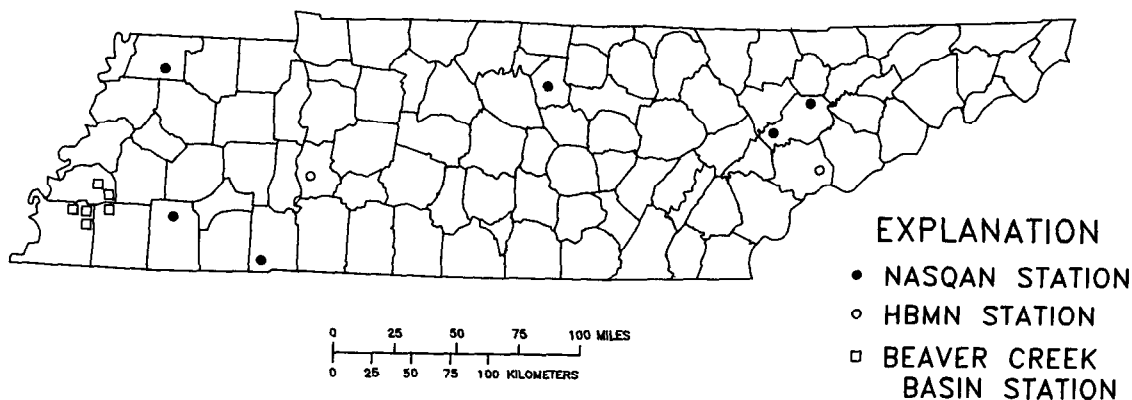 EXPLANATION
NASQAN STATION
HBMN STATION
BEAVER CREEK
BASIN STATION
0 25 50 75 100 MILES
0 25 50 75 100 KILOMETERS